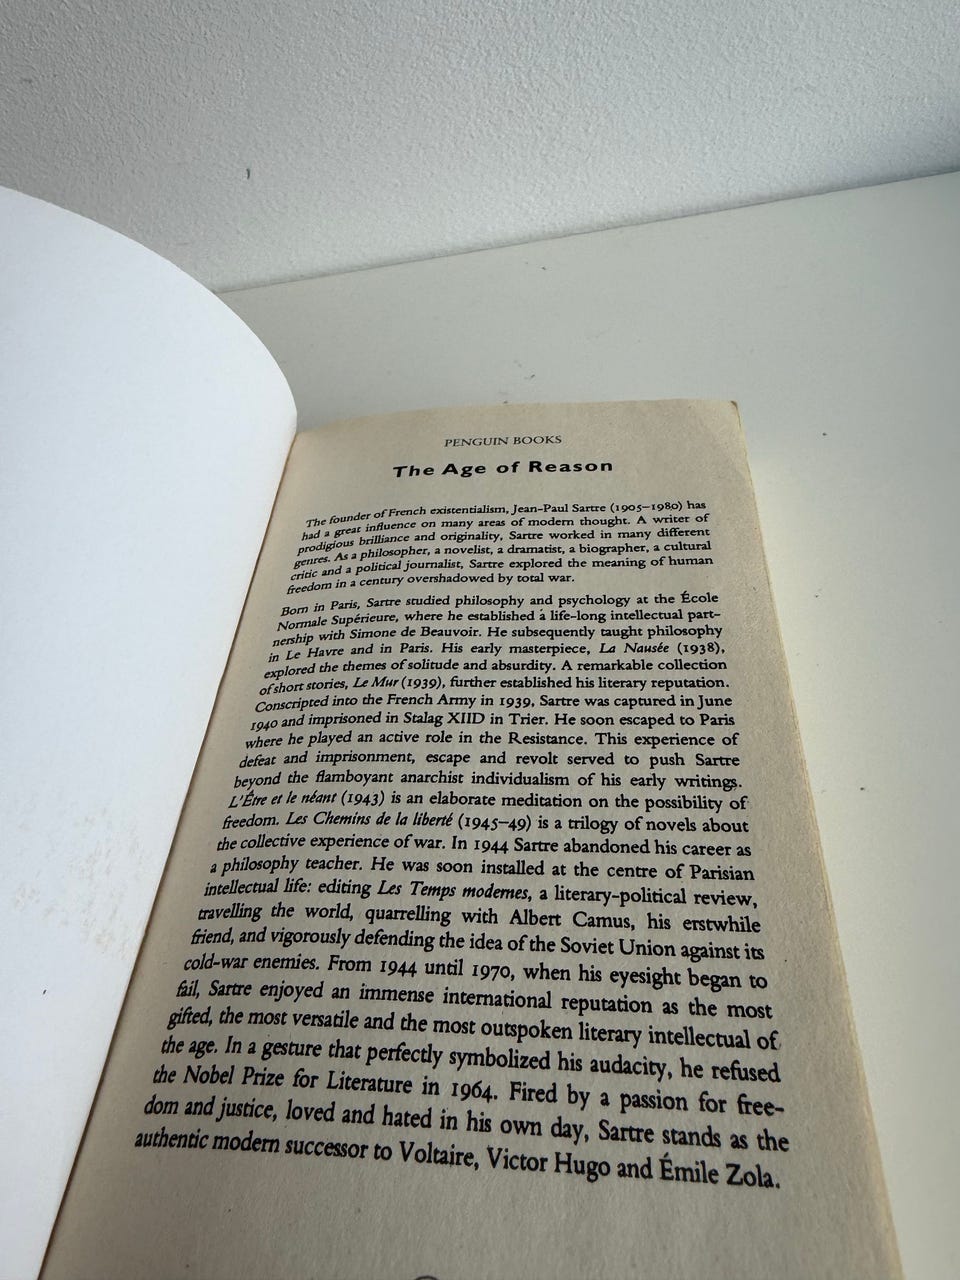 PENGUIN BOOKS
The Age of Reason
The founder of French existentialism, Jean-Paul Sartre (1905–1980) has
had a great influence on many areas of modern thought. A writer of
prodigious brilliance and originality, Sartre worked in many different
genres. As a philosopher, a novelist, a dramatist, a biographer, a cultural
critic and a political journalist, Sartre explored the meaning of human
freedom in a century overshadowed by total war.
Born in Paris, Sartre studied philosophy and psychology at the École
Normale Supérieure, where he established a life-long intellectual part-
nership with Simone de Beauvoir. He subsequently taught philosophy
in Le Havre and in Paris. His early masterpiece, La Nausée (1938),
explored the themes of solitude and absurdity. A remarkable collection
of short stories, Le Mur (1939), further established his literary reputation.
Conscripted into the French Army in 1939, Sartre was captured in June
1940 and imprisoned in Stalag XIID in Trier. He soon escaped to Paris
where he played an active role in the Resistance. This experience of
defeat and imprisonment, escape and revolt served to push Sartre
beyond the flamboyant anarchist individualism of his early writings.
L'Être et le néant (1943) is an elaborate meditation on the possibility of
freedom. Les Chemins de la liberté (1945–49) is a trilogy of novels about
the collective experience of war. In 1944 Sartre abandoned his career as
a philosophy teacher. He was soon installed at the centre of Parisian
intellectual life: editing Les Temps modernes, a literary-political review,
travelling the world, quarrelling with Albert Camus, his erstwhile
friend, and vigorously defending the idea of the Soviet Union against its
cold-war enemies. From 1944 until 1970, when his eyesight began to
fail, Sartre enjoyed an immense international reputation as the most
gifted, the most versatile and the most outspoken literary intellectual of
the age. In a gesture that perfectly symbolized his audacity, he refused
the Nobel Prize for Literature in 1964. Fired by a passion for free-
dom and justice, loved and hated in his own day, Sartre stands as the
authentic modern successor to Voltaire, Victor Hugo and Émile Zola.